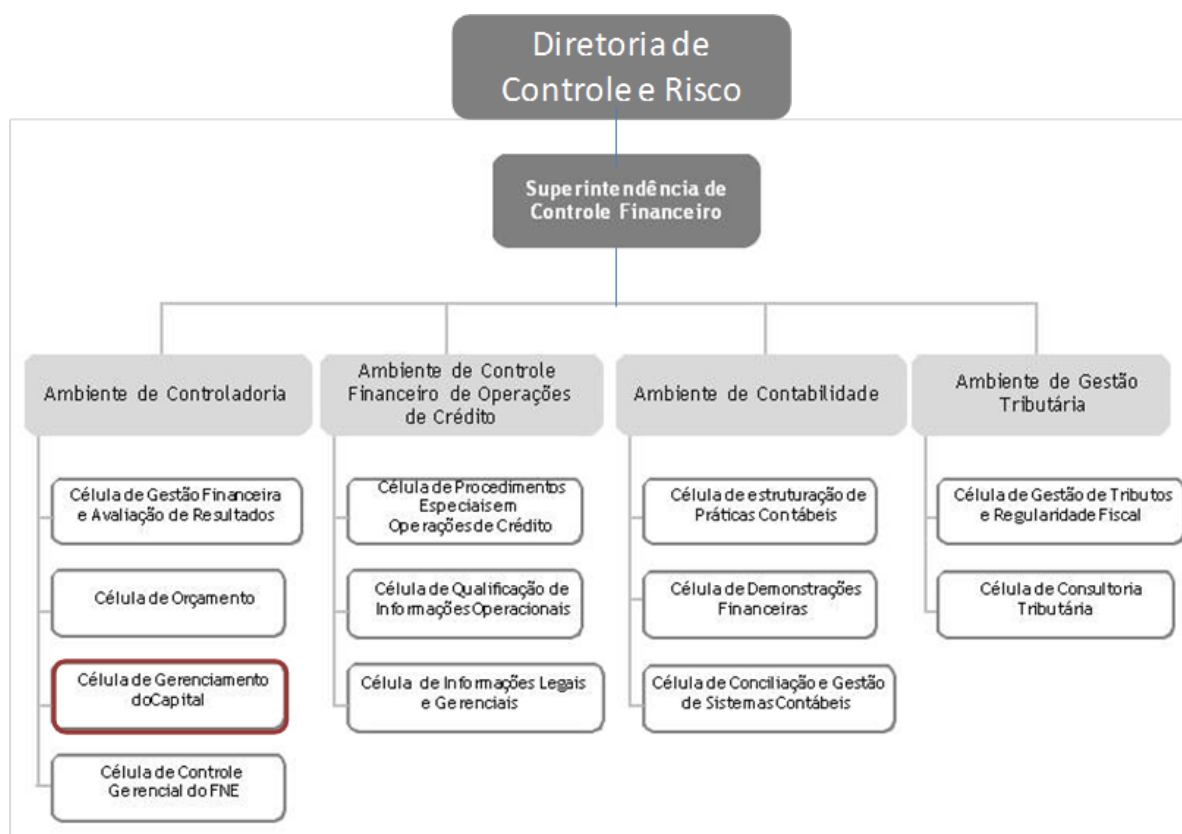 Diretoria de
Controle e Risco
Superintendência de
Controle Financeiro
Ambiente de Controladoria
Ambiente de Controle
Financeiro de Operações
de Crédito
Ambiente de Contabilidade
Ambiente de Gestão
Tributária
Célula de Gestão Financeira
e Avaliação de Resultados
Célula de Orçamento
Célula de Gerenciamento
doCapital
Célula de Controle
Gerencial do FNE
Célula de Procedimentos
Especiais em
Operações de Crédito
Célula de Qualificação de
Informações Operacionais
Célula de Informações Legais
e Gerenciais
Célula de estruturação de
Práticas Contábeis
Célula de Demonstrações
Financeiras
Célula de Conciliação e Gestão
de Sistemas Contábeis
Célula de Gestão de Tributos
e Regularidade Fiscal
Célula de Consultoria
Tributária